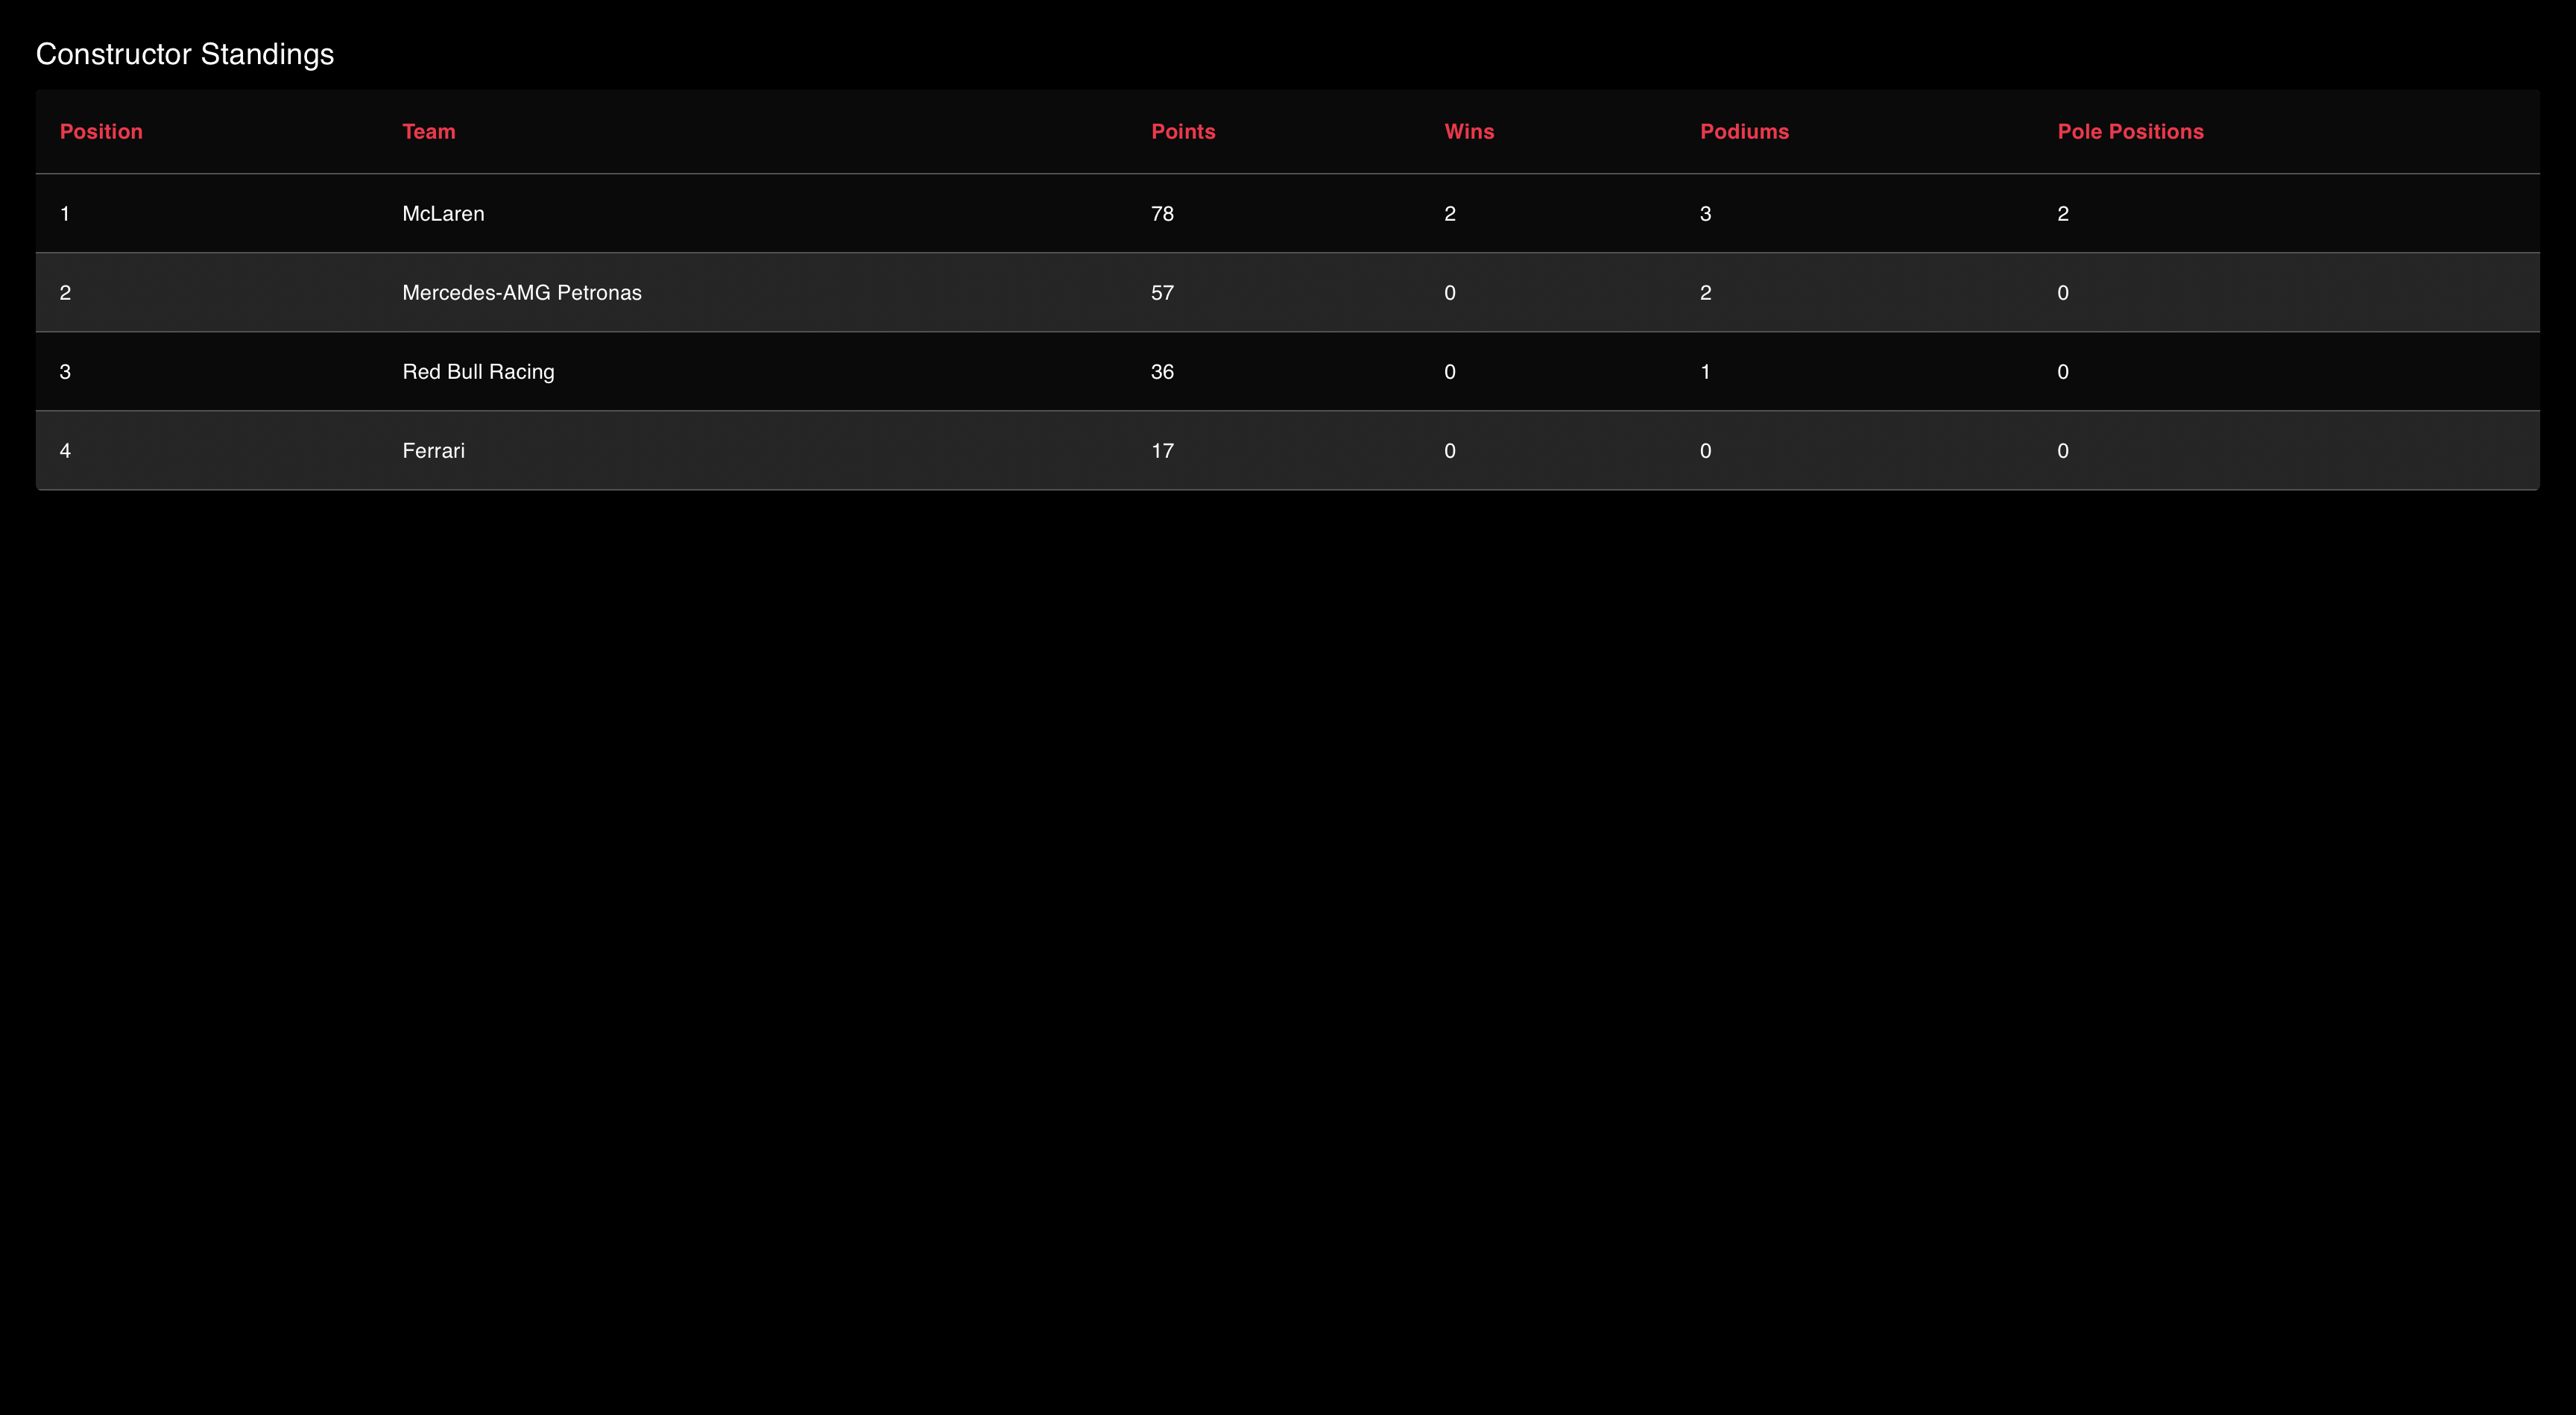 Constructor Standings
Position Team Points Wins Podiums Pole Positions
1 McLaren 78 2 3 2
2 Mercedes-AMG Petronas 57 0 2 0
3 Red Bull Racing 36 0 1 0
4 Ferrari 17 0 0 0